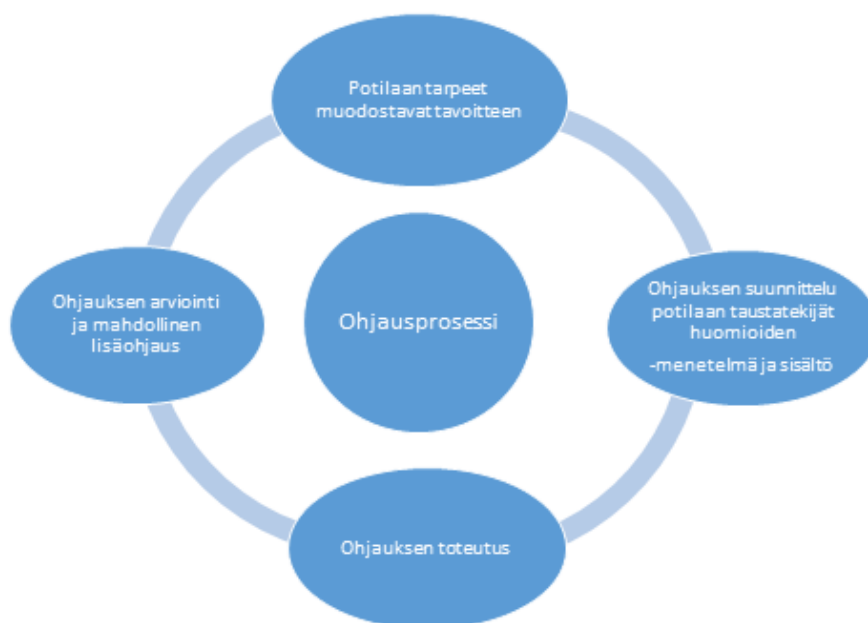 Potilaan tarpeet
muodostavat tavoitteen
Ohjauksen suunnittelu
potilaan taustatekijät
huomioiden
-menetelmä ja sisältö
Ohjauksen toteutus
Ohjauksen arviointi
ja mahdollinen
lisäohjaus
Ohjausprosessi